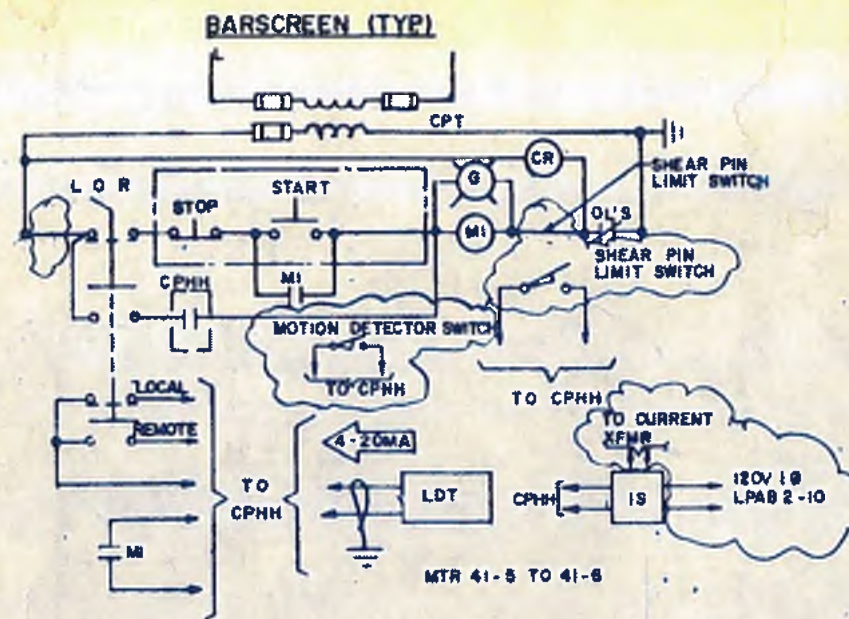 BARSCREEN (TYP)
CPT
CR
SHEAR PIN
LIMIT SWITCH
L O R
START
G
STOP
M1
OL'S
SHEAR PIN
LIMIT SWITCH
CPHH
M1
MOTION DETECTOR SWITCH
TO CPHH
TO CPHH
LOCAL
REMOTE
4-20MA
TO CURRENT
XFMR
TO
CPHH
LDT
CPHH
IS
120V 1Ø
LPAB 2-10
M1
MTR 41-5 TO 41-6